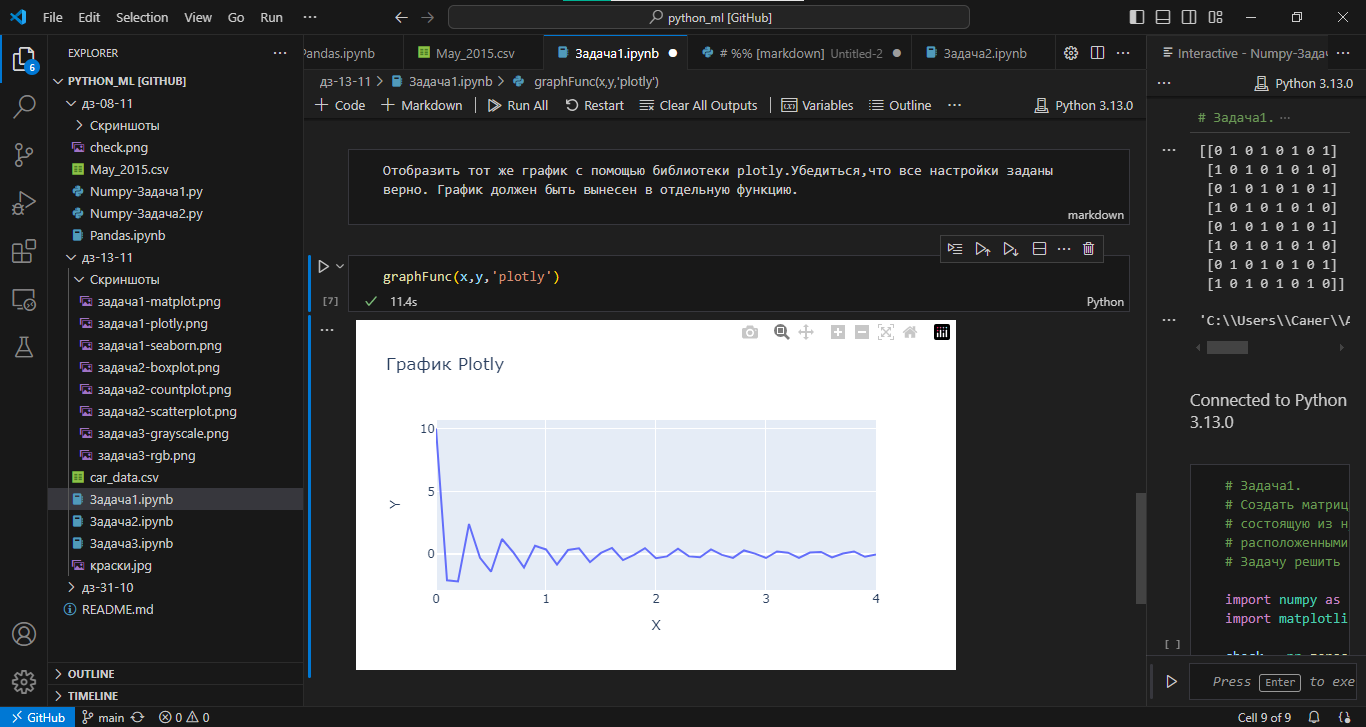 File Edit Selection View Go Run ···
python_ml [GitHub]
EXPLORER
PYTHON_ML [GITHUB]
дз-08-11
Скриншоты
check.png
May_2015.csv
Numpy-Задача1.py
Numpy-Задача2.py
Pandas.ipynb
дз-13-11
Скриншоты
задача1-matplot.png
задача1-plotly.png
задача1-seaborn.png
задача2-boxplot.png
задача2-countplot.png
задача2-scatterplot.png
задача3-grayscale.png
задача3-rgb.png
car_data.csv
Задача1.ipynb
Задача2.ipynb
Задача3.ipynb
краски.jpg
дз-31-10
README.md
OUTLINE
TIMELINE
6
Pandas.ipynb May_2015.csv Задача1.ipynb # %% [markdown] Untitled-2 Задача2.ipynb
дз-13-11 > Задача1.ipynb > graphFunc(x,y,'plotly')
+ Code + Markdown Run All Restart Clear All Outputs Variables Outline ··· Python 3.13.0
Отобразить тот же график с помощью библиотеки plotly.Убедиться,что все настройки заданы
верно. График должен быть вынесен в отдельную функцию.
markdown
graphFunc(x,y,'plotly')
[7] 11.4s Python
График Plotly
10
5
0
Y
0 1 2 3 4
X
Interactive - Numpy-Зада
Python 3.13.0
# Задача1. ···
[[0 1 0 1 0 1 0 1]
[1 0 1 0 1 0 1 0]
[0 1 0 1 0 1 0 1]
[1 0 1 0 1 0 1 0]
[0 1 0 1 0 1 0 1]
[1 0 1 0 1 0 1 0]
[0 1 0 1 0 1 0 1]
[1 0 1 0 1 0 1 0]]
'C:\\Users\\Санег\\A
Connected to Python
3.13.0
# Задача1.
# Создать матриц
# состоящую из н
# расположенными
# Задачу решить
import numpy as
import matplotli
[ ]
Press Enter to exe
GitHub main 0 0 Cell 9 of 9